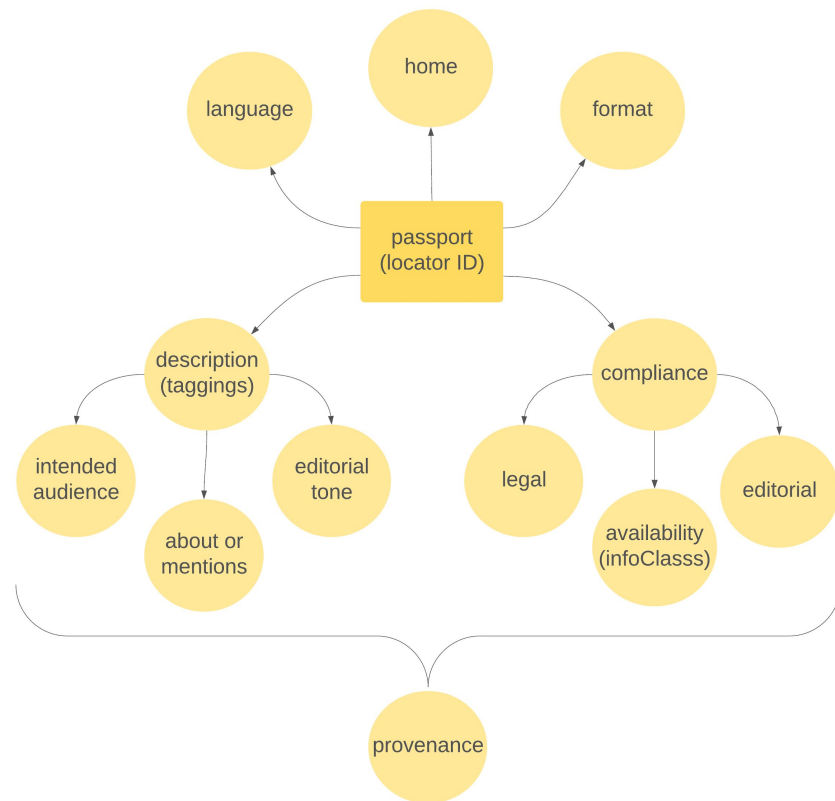 home
language
format
passport
(locator ID)
description
(taggings)
compliance
intended
audience
editorial
tone
legal
editorial
about or
mentions
availability
(infoClasss)
provenance